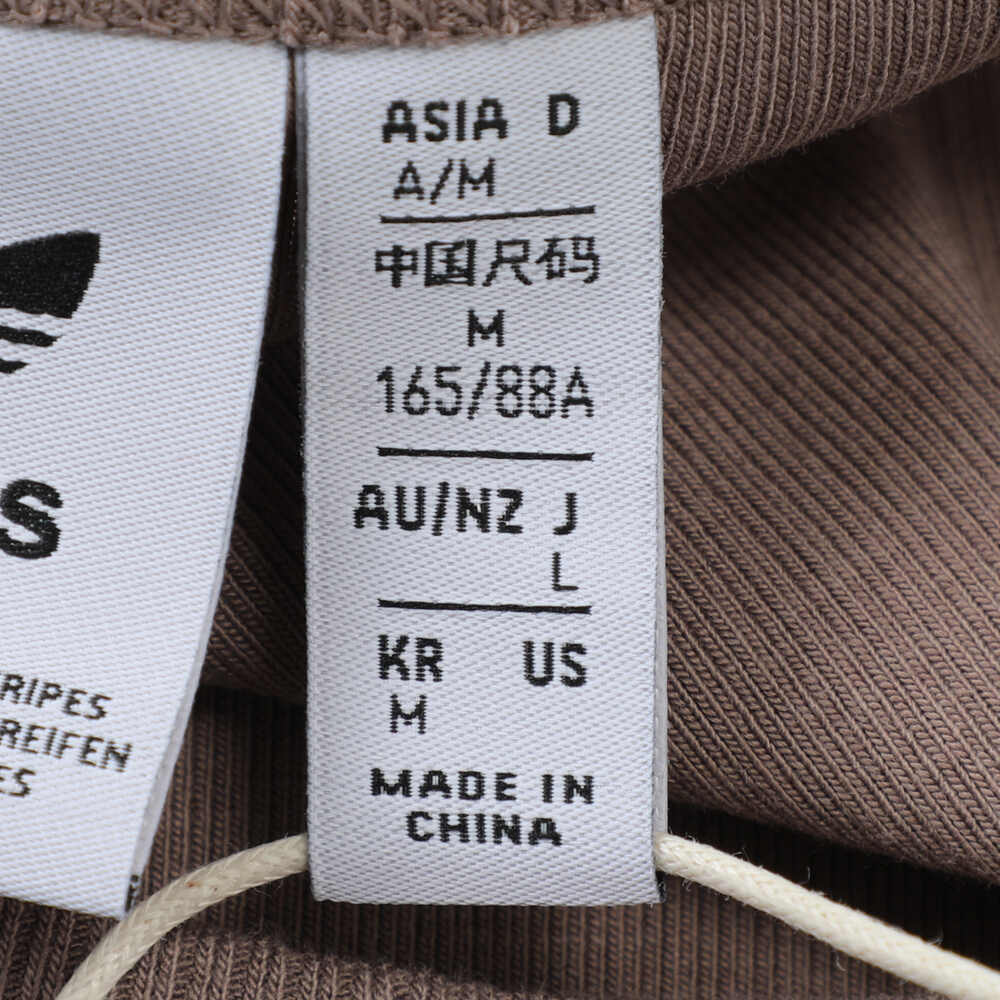 ASIA D
A/M
中国尺码
M
165/88A
AU/NZ J
L
KR US
M
MADE IN
CHINA
S
RIPES
REIFEN
ES